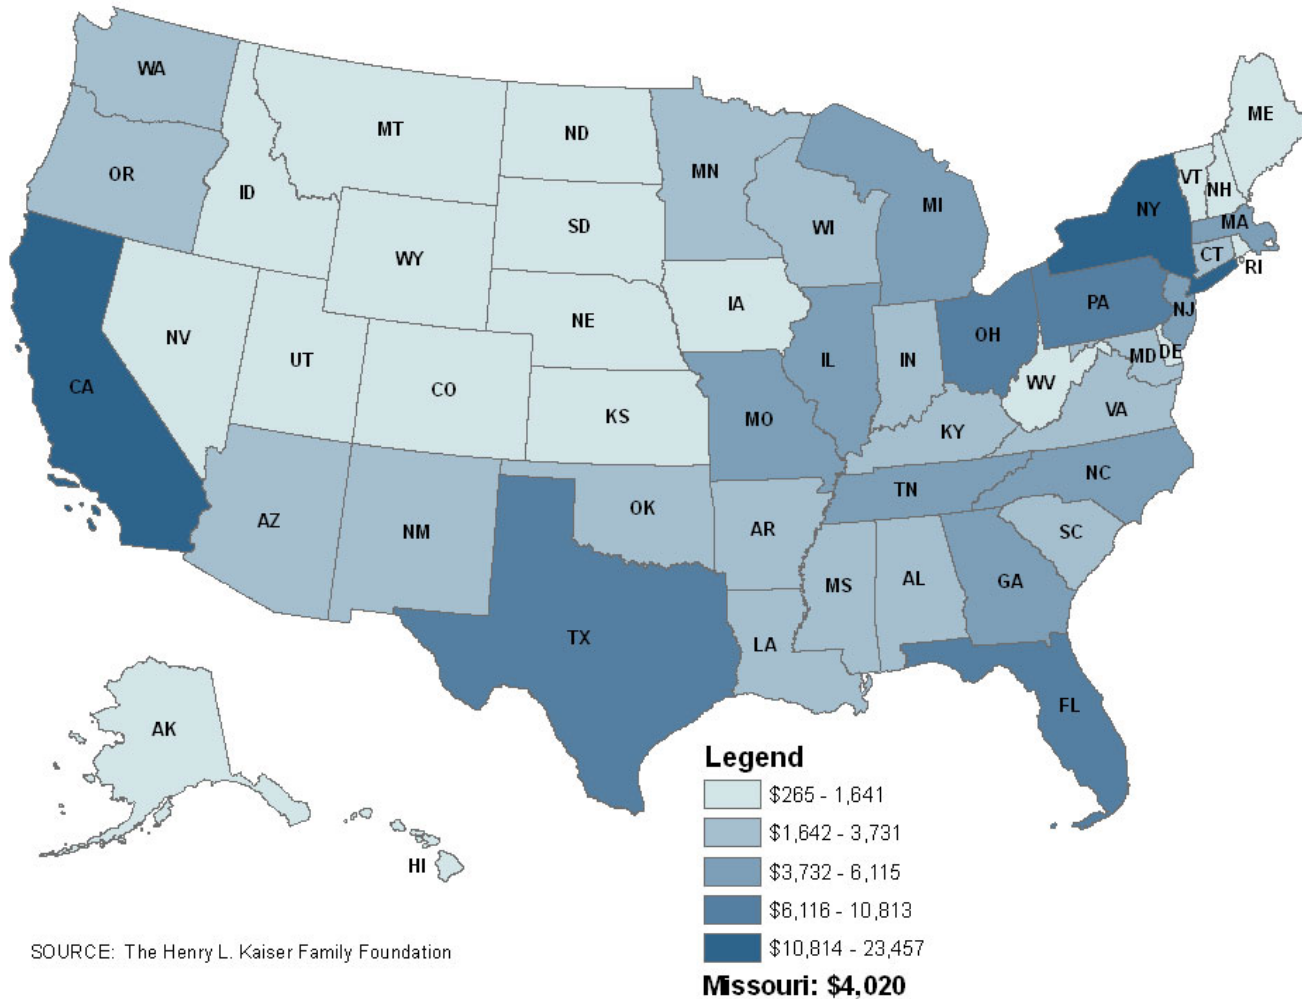 WA
MT
ND
ME
OR
ID
MN
VT
NH
NY
MA
MI
SD
WI
WY
CT
RI
IA
NE
PA
NJ
NV
UT
OH
CA
CO
IL
IN
MD
DE
WV
KS
MO
VA
KY
NC
TN
OK
AZ
NM
AR
SC
MS
AL
GA
TX
LA
FL
AK
HI
Legend
$265 - 1,641
$1,642 - 3,731
$3,732 - 6,115
$6,116 - 10,813
$10,814 - 23,457
SOURCE: The Henry L. Kaiser Family Foundation
Missouri: $4,020